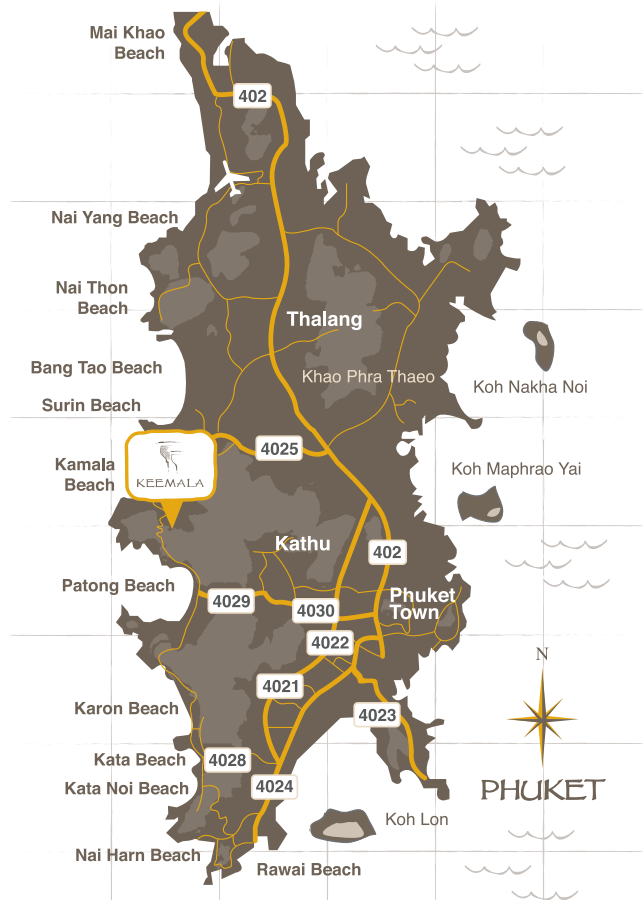 Mai Khao
Beach
402
Nai Yang Beach
Nai Thon
Beach
Thalang
Bang Tao Beach
Khao Phra Thaeo
Koh Nakha Noi
Surin Beach
4025
Kamala
Beach
KEEMALA
Koh Maphrao Yai
Kathu
402
Patong Beach
4029
4030
Phuket
Town
4022
N
4021
Karon Beach
4023
Kata Beach
4028
Kata Noi Beach
4024
PHUKET
Koh Lon
Nai Harn Beach
Rawai Beach